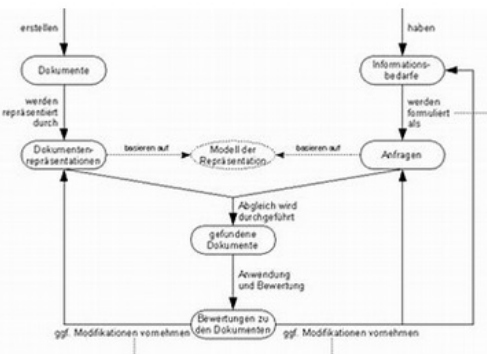 erstellen
haben
Dokumente
Informations-
bedarfe
werden
repräsentiert
durch
werden
formuliert
als
Dokumenten-
repräsentationen
basieren auf
Modell der
Repräsentation
basieren auf
Anfragen
Abgleich wird
durchgeführt
gefundene
Dokumente
Anwendung
und Bewertung
Bewertungen zu
den Dokumenten
ggf. Modifikationen vornehmen
ggf. Modifikationen vornehmen